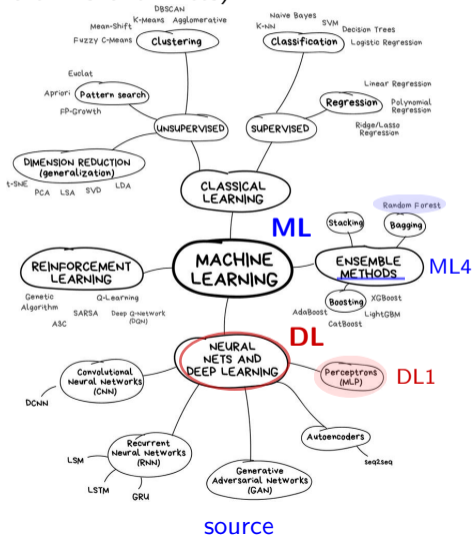 DBSCAN
Mean-Shift
K-Means
Agglomerative
Fuzzy C-Means
Clustering
Naive Bayes
K-NN
SVM
Decision Trees
Classification
Logistic Regression
Euclat
Apriori
Pattern search
FP-Growth
Linear Regression
Regression
Polynomial
Regression
Ridge/Lasso
Regression
UNSUPERVISED
SUPERVISED
DIMENSION REDUCTION
(generalization)
t-SNE
PCA
LSA
SVD
LDA
CLASSICAL
LEARNING
Random Forest
Stacking
Bagging
ML
MACHINE
LEARNING
ENSEMBLE
METHODS
ML4
REINFORCEMENT
LEARNING
Genetic
Algorithm
Q-Learning
SARSA
Deep Q-Network
(DQN)
A3C
Boosting
XGBoost
AdaBoost
LightGBM
CatBoost
DL
NEURAL
NETS AND
DEEP LEARNING
Perceptrons
(MLP)
DL1
Convolutional
Neural Networks
(CNN)
DCNN
Recurrent
Neural Networks
(RNN)
LSM
LSTM
GRU
Generative
Adversarial Networks
(GAN)
Autoencoders
seq2seq
source